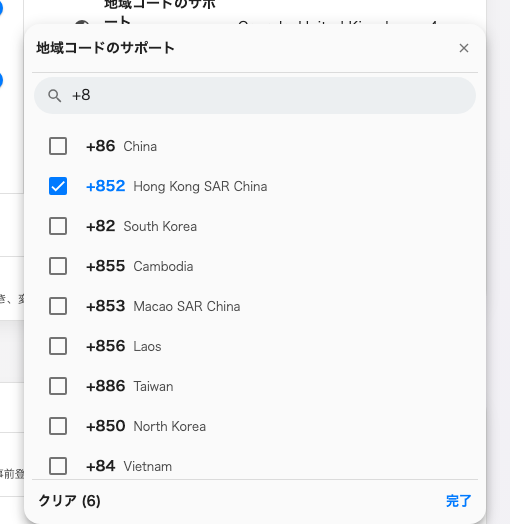 地域コードのサポ
ート
地域コードのサポート
+8
+86 China
+852 Hong Kong SAR China
+82 South Korea
+855 Cambodia
+853 Macao SAR China
+856 Laos
+886 Taiwan
+850 North Korea
+84 Vietnam
き、変
事前登
クリア (6)
完了